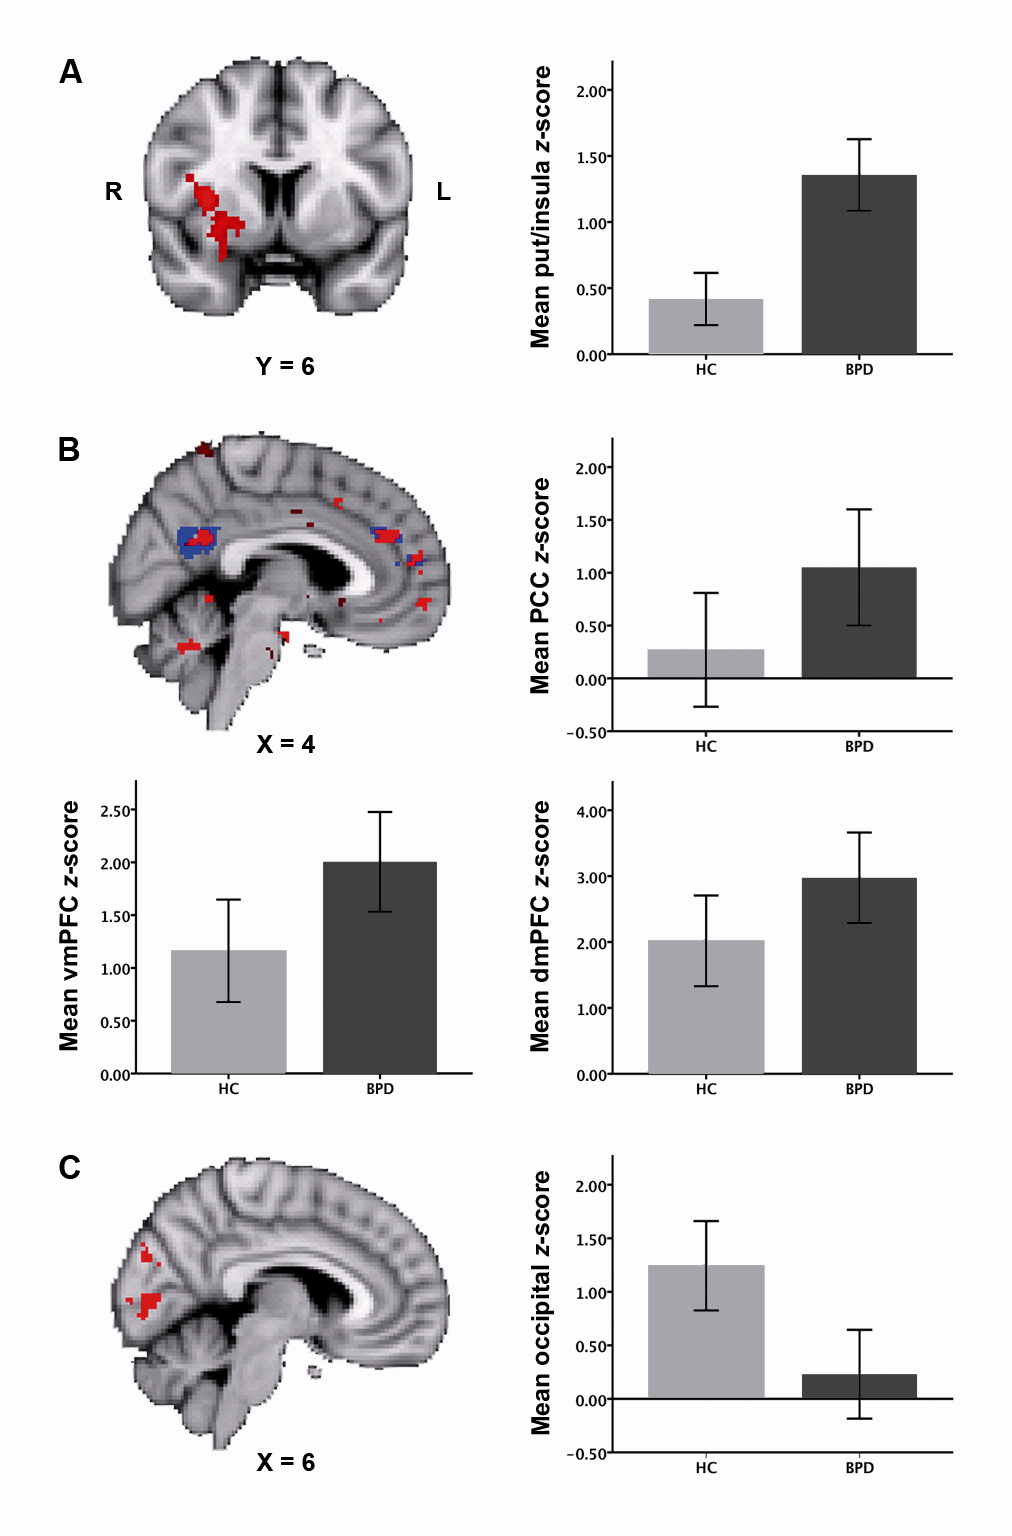 A
R
L
Y = 6
Mean put/insula z-score
2.00
1.50
1.00
0.50
0.00
HC
BPD
B
X = 4
Mean PCC z-score
2.00
1.50
1.00
0.50
0.00
−0.50
HC
BPD
Mean vmPFC z-score
2.50
2.00
1.50
1.00
0.50
0.00
HC
BPD
Mean dmPFC z-score
4.00
3.00
2.00
1.00
0.00
HC
BPD
C
X = 6
Mean occipital z-score
2.00
1.50
1.00
0.50
0.00
−0.50
HC
BPD